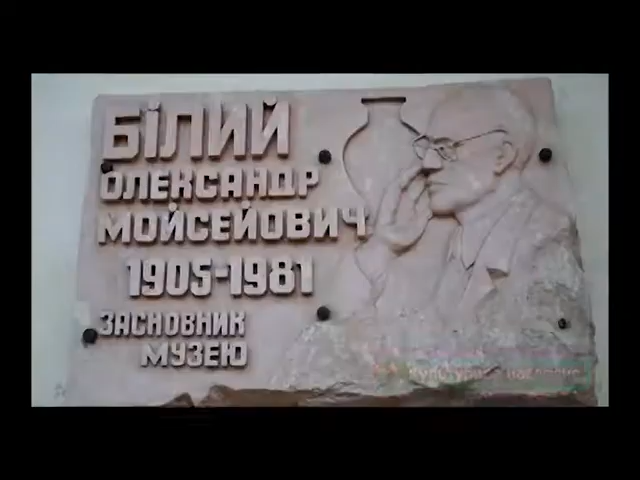 БІЛИЙ
ОЛЕКСАНДР
МОЙСЕЙОВИЧ
1905-1981
ЗАСНОВНИК
МУЗЕЮ